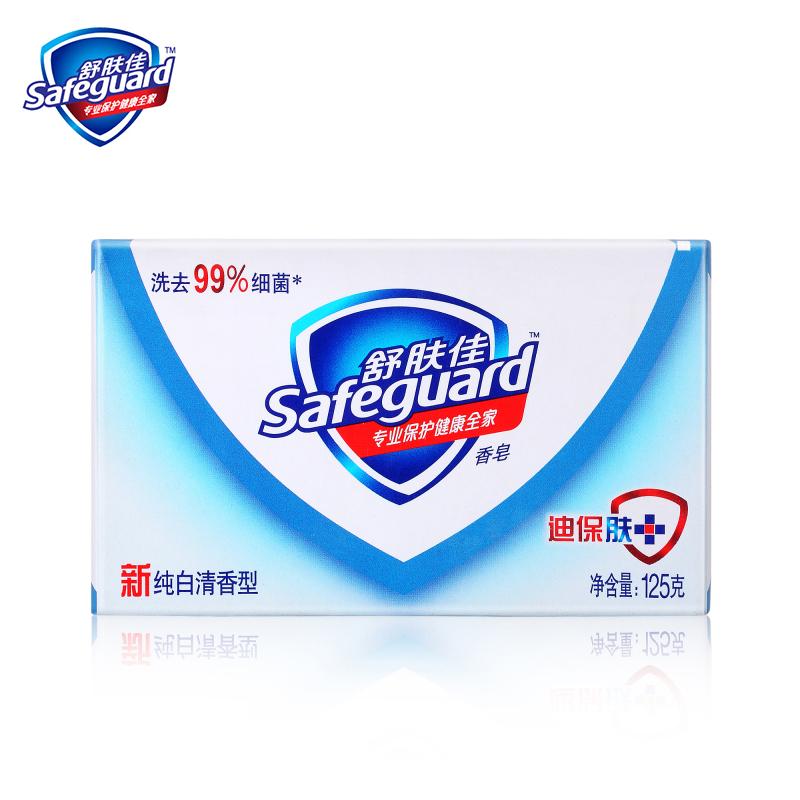 舒肤佳
Safeguard™
专业保护健康全家
洗去99%细菌*
舒肤佳
Safeguard™
专业保护健康全家
香皂
迪保肤
新纯白清香型
净含量:125克